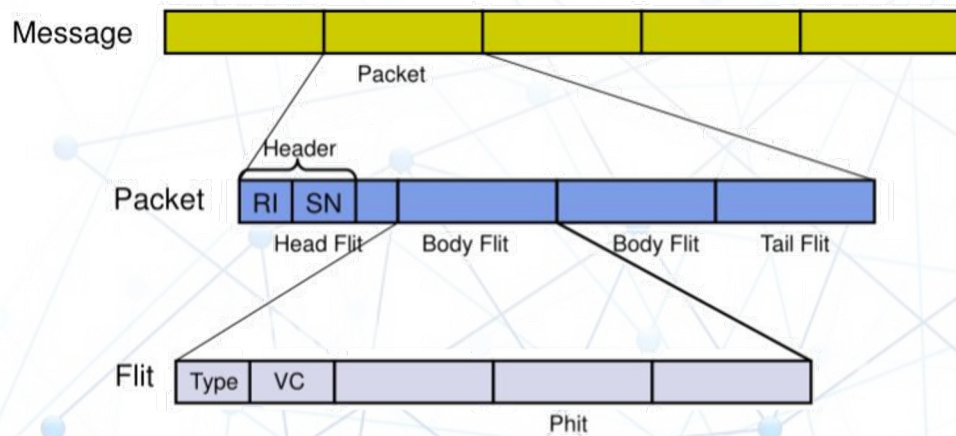 Message
Packet
Header
Packet RI SN
Head Flit Body Flit Body Flit Tail Flit
Flit Type VC
Phit